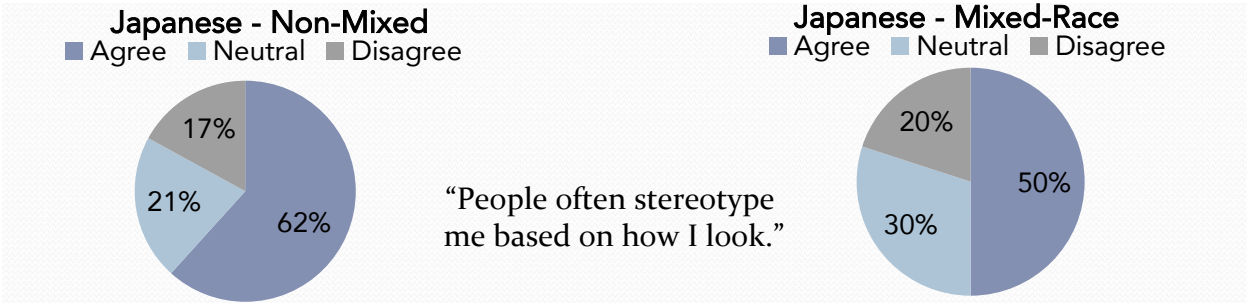 Japanese - Non-Mixed
Agree Neutral Disagree
17%
21%
62%
“People often stereotype
me based on how I look.”
Japanese - Mixed-Race
Agree Neutral Disagree
20%
50%
30%